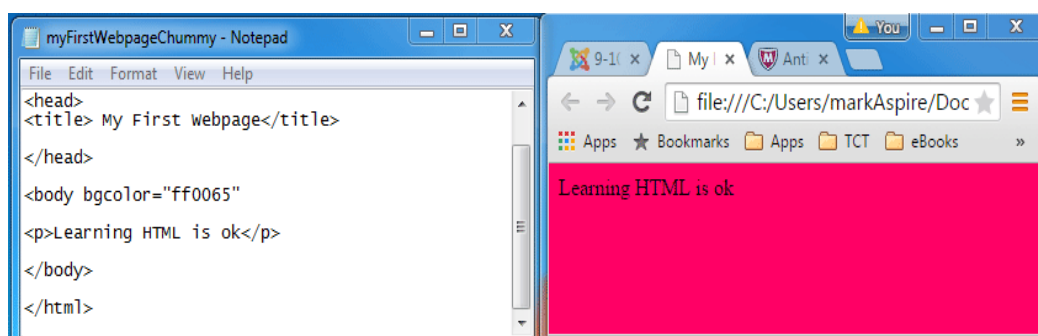 myFirstWebpageChummy - Notepad
File Edit Format View Help
<head>
<title> My First Webpage</title>
</head>
<body bgcolor="ff0065"
<p>Learning HTML is ok</p>
</body>
</html>
You
9-1( My Anti
file:///C:/Users/markAspire/Doc
Apps Bookmarks Apps TCT eBooks »
Learning HTML is ok